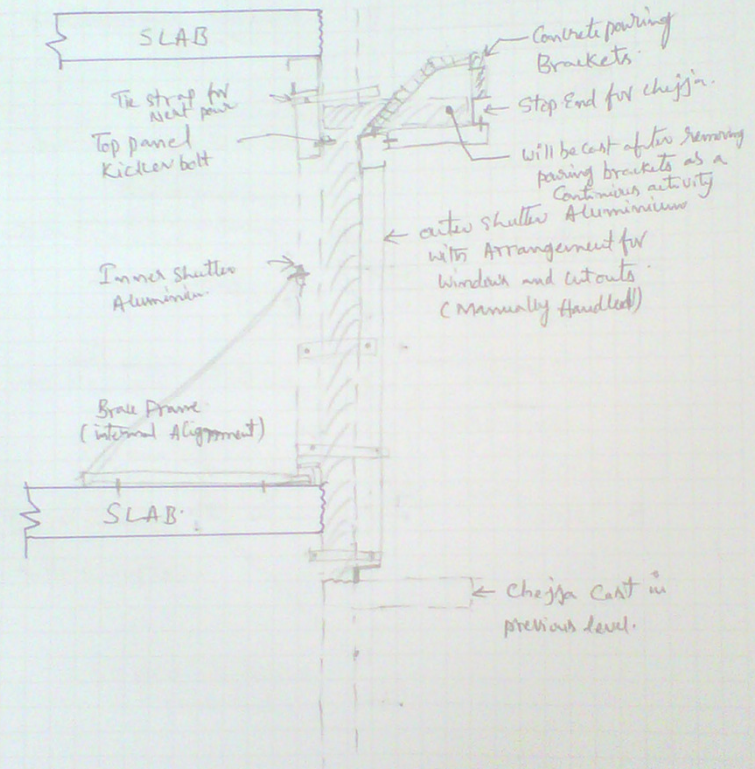 SLAB
Concrete pouring
Brackets.
Tie strap for
Next pour
Stop End for chejja.
Top panel
Kicker bolt
will be cast after removing
pouring brackets as a
Continious activity
outer shutter Aluminium
with Arrangement for
Windows and cutouts.
(Manually Handled)
Inner shutter
Aluminium.
Brace Frame
(internal Alignment)
SLAB.
Chejja Cast in
previous level.